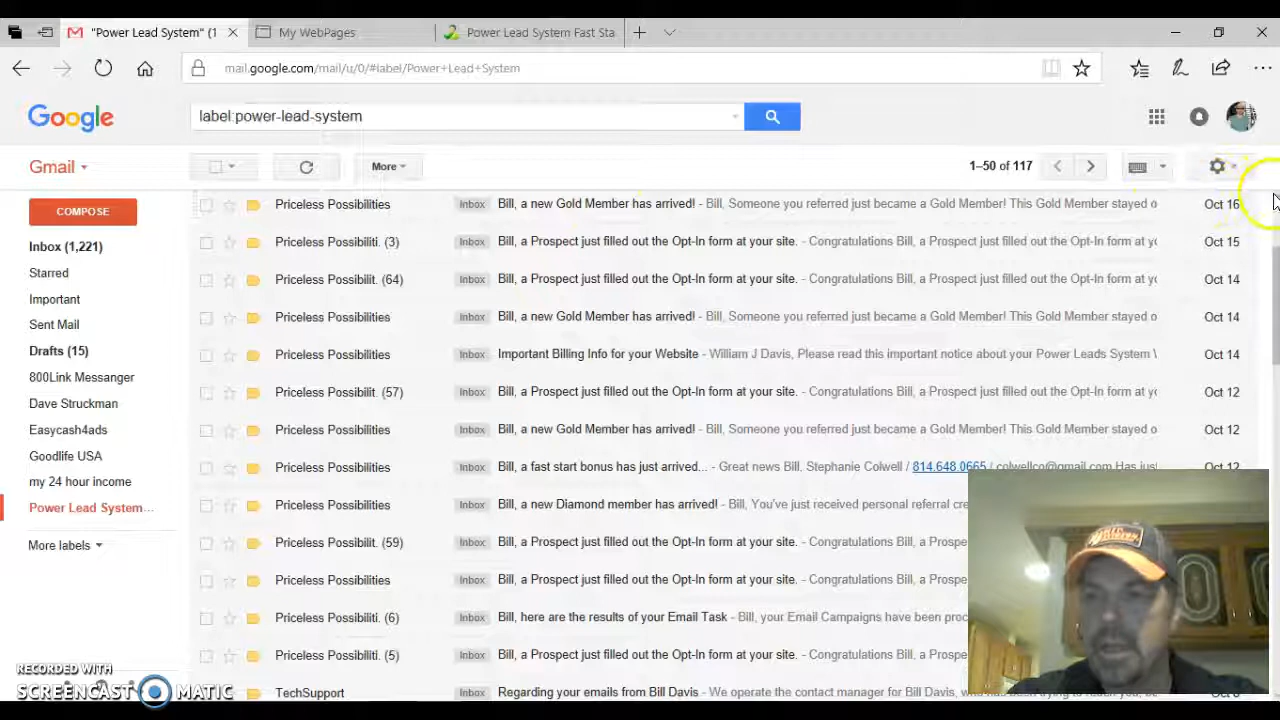 "Power Lead System" (1
My WebPages
Power Lead System Fast Sta
mail.google.com/mail/u/0/#label/Power+Lead+System
Google
label:power-lead-system
Gmail
More
1–50 of 117
COMPOSE
Inbox (1,221)
Starred
Important
Sent Mail
Drafts (15)
800Link Messanger
Dave Struckman
Easycash4ads
Goodlife USA
my 24 hour income
Power Lead System...
More labels
Priceless Possibilities Inbox Bill, a new Gold Member has arrived! - Bill, Someone you referred just became a Gold Member! This Gold Member stayed o Oct 16
Priceless Possibiliti. (3) Inbox Bill, a Prospect just filled out the Opt-In form at your site. - Congratulations Bill, a Prospect just filled out the Opt-In form at yo Oct 15
Priceless Possibilit. (64) Inbox Bill, a Prospect just filled out the Opt-In form at your site. - Congratulations Bill, a Prospect just filled out the Opt-In form at yo Oct 14
Priceless Possibilities Inbox Bill, a new Gold Member has arrived! - Bill, Someone you referred just became a Gold Member! This Gold Member stayed o Oct 14
Priceless Possibilities Inbox Important Billing Info for your Website - William J Davis, Please read this important notice about your Power Leads System Oct 14
Priceless Possibilit. (57) Inbox Bill, a Prospect just filled out the Opt-In form at your site. - Congratulations Bill, a Prospect just filled out the Opt-In form at yo Oct 12
Priceless Possibilities Inbox Bill, a new Gold Member has arrived! - Bill, Someone you referred just became a Gold Member! This Gold Member stayed o Oct 12
Priceless Possibilities Inbox Bill, a fast start bonus has just arrived... - Great news Bill, Stephanie Colwell / 814.648.0665 / colwellco@gmail.com Has just Oct 12
Priceless Possibilities Inbox Bill, a new Diamond member has arrived! - Bill, You've just received personal referral cre
Priceless Possibilit. (59) Inbox Bill, a Prospect just filled out the Opt-In form at your site. - Congratulations Bill, a Prospe
Priceless Possibilities Inbox Bill, a Prospect just filled out the Opt-In form at your site. - Congratulations Bill, a Prospe
Priceless Possibiliti. (6) Inbox Bill, here are the results of your Email Task - Bill, your Email Campaigns have been proc
Priceless Possibiliti. (5) Inbox Bill, a Prospect just filled out the Opt-In form at your site. - Congratulations Bill, a Prospe
TechSupport Inbox Regarding your emails from Bill Davis - We operate the contact manager for Bill Davis,
RECORDED WITH
SCREENCAST MATIC